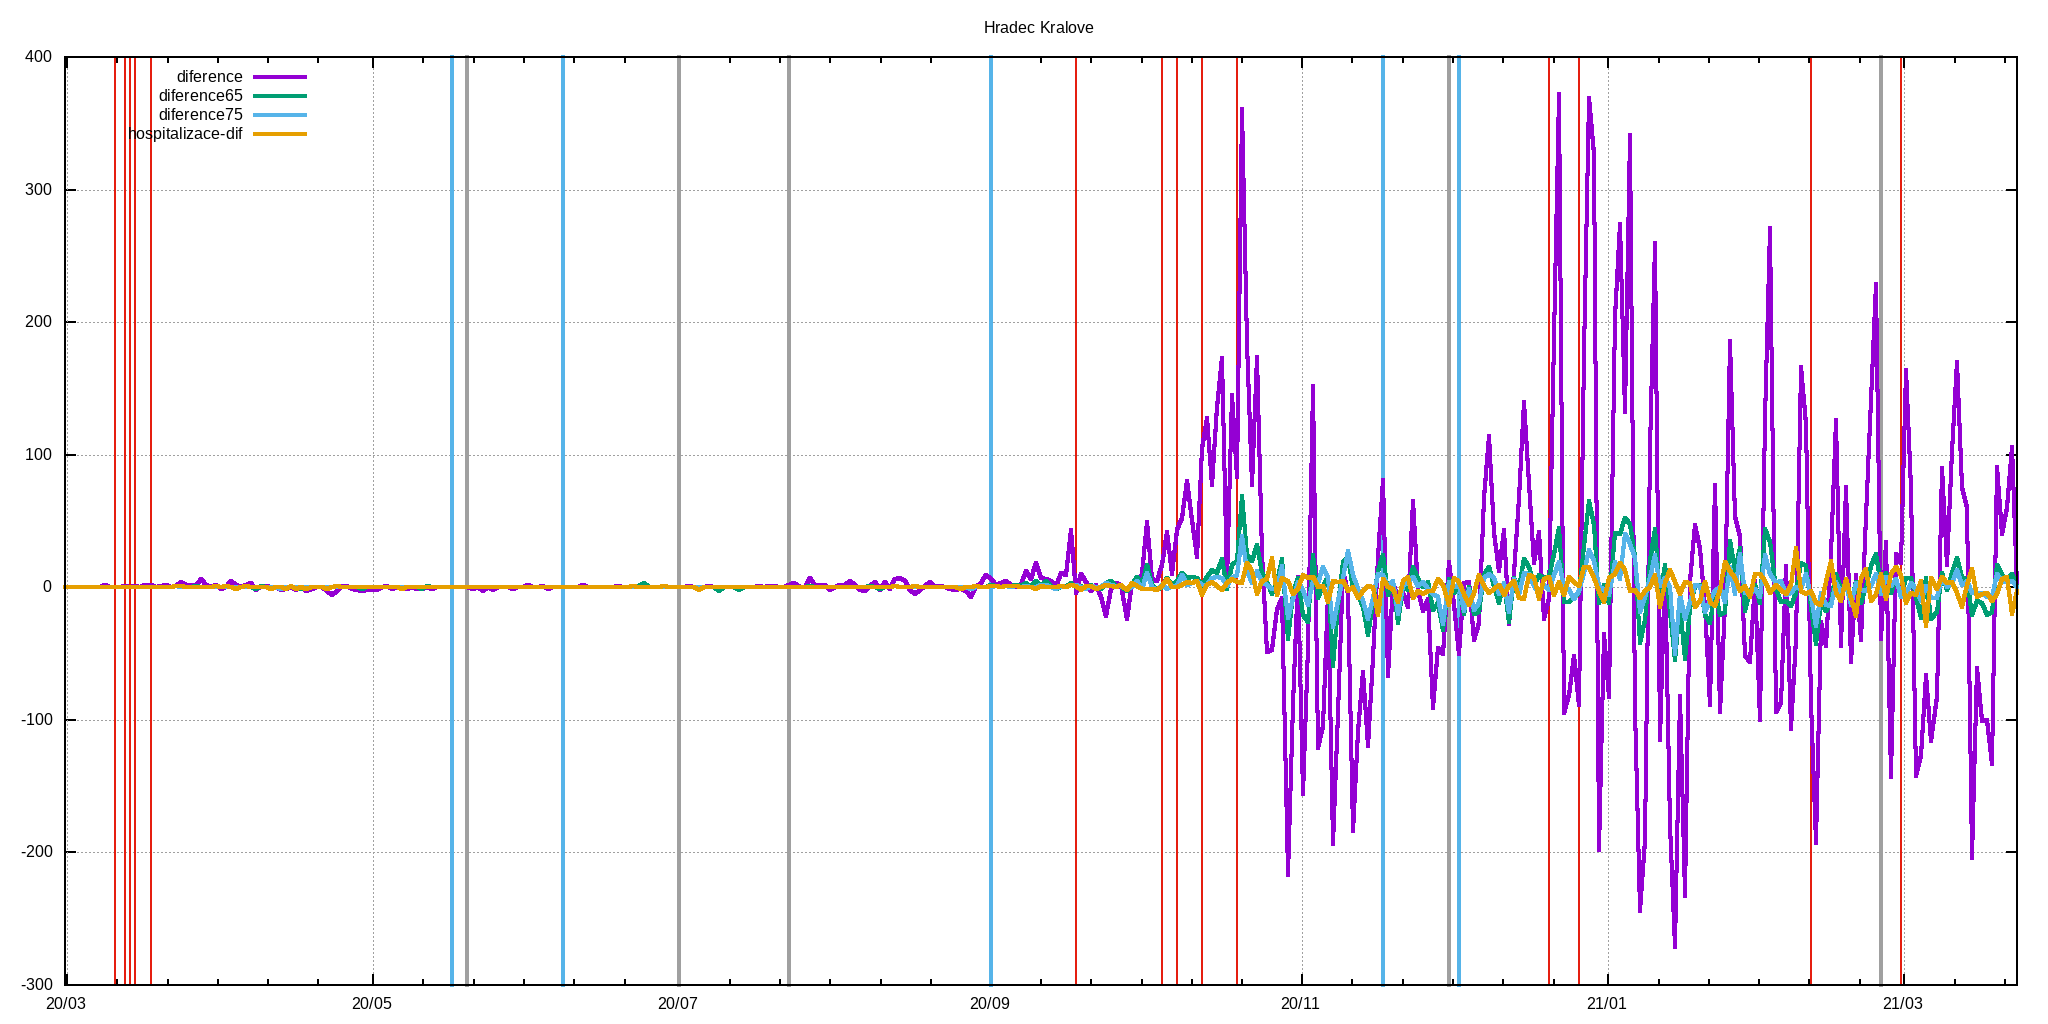 Hradec Kralove
400
300
200
100
0
-100
-200
-300
diference
diference65
diference75
hospitalizace-dif
20/03 20/05 20/07 20/09 20/11 21/01 21/03